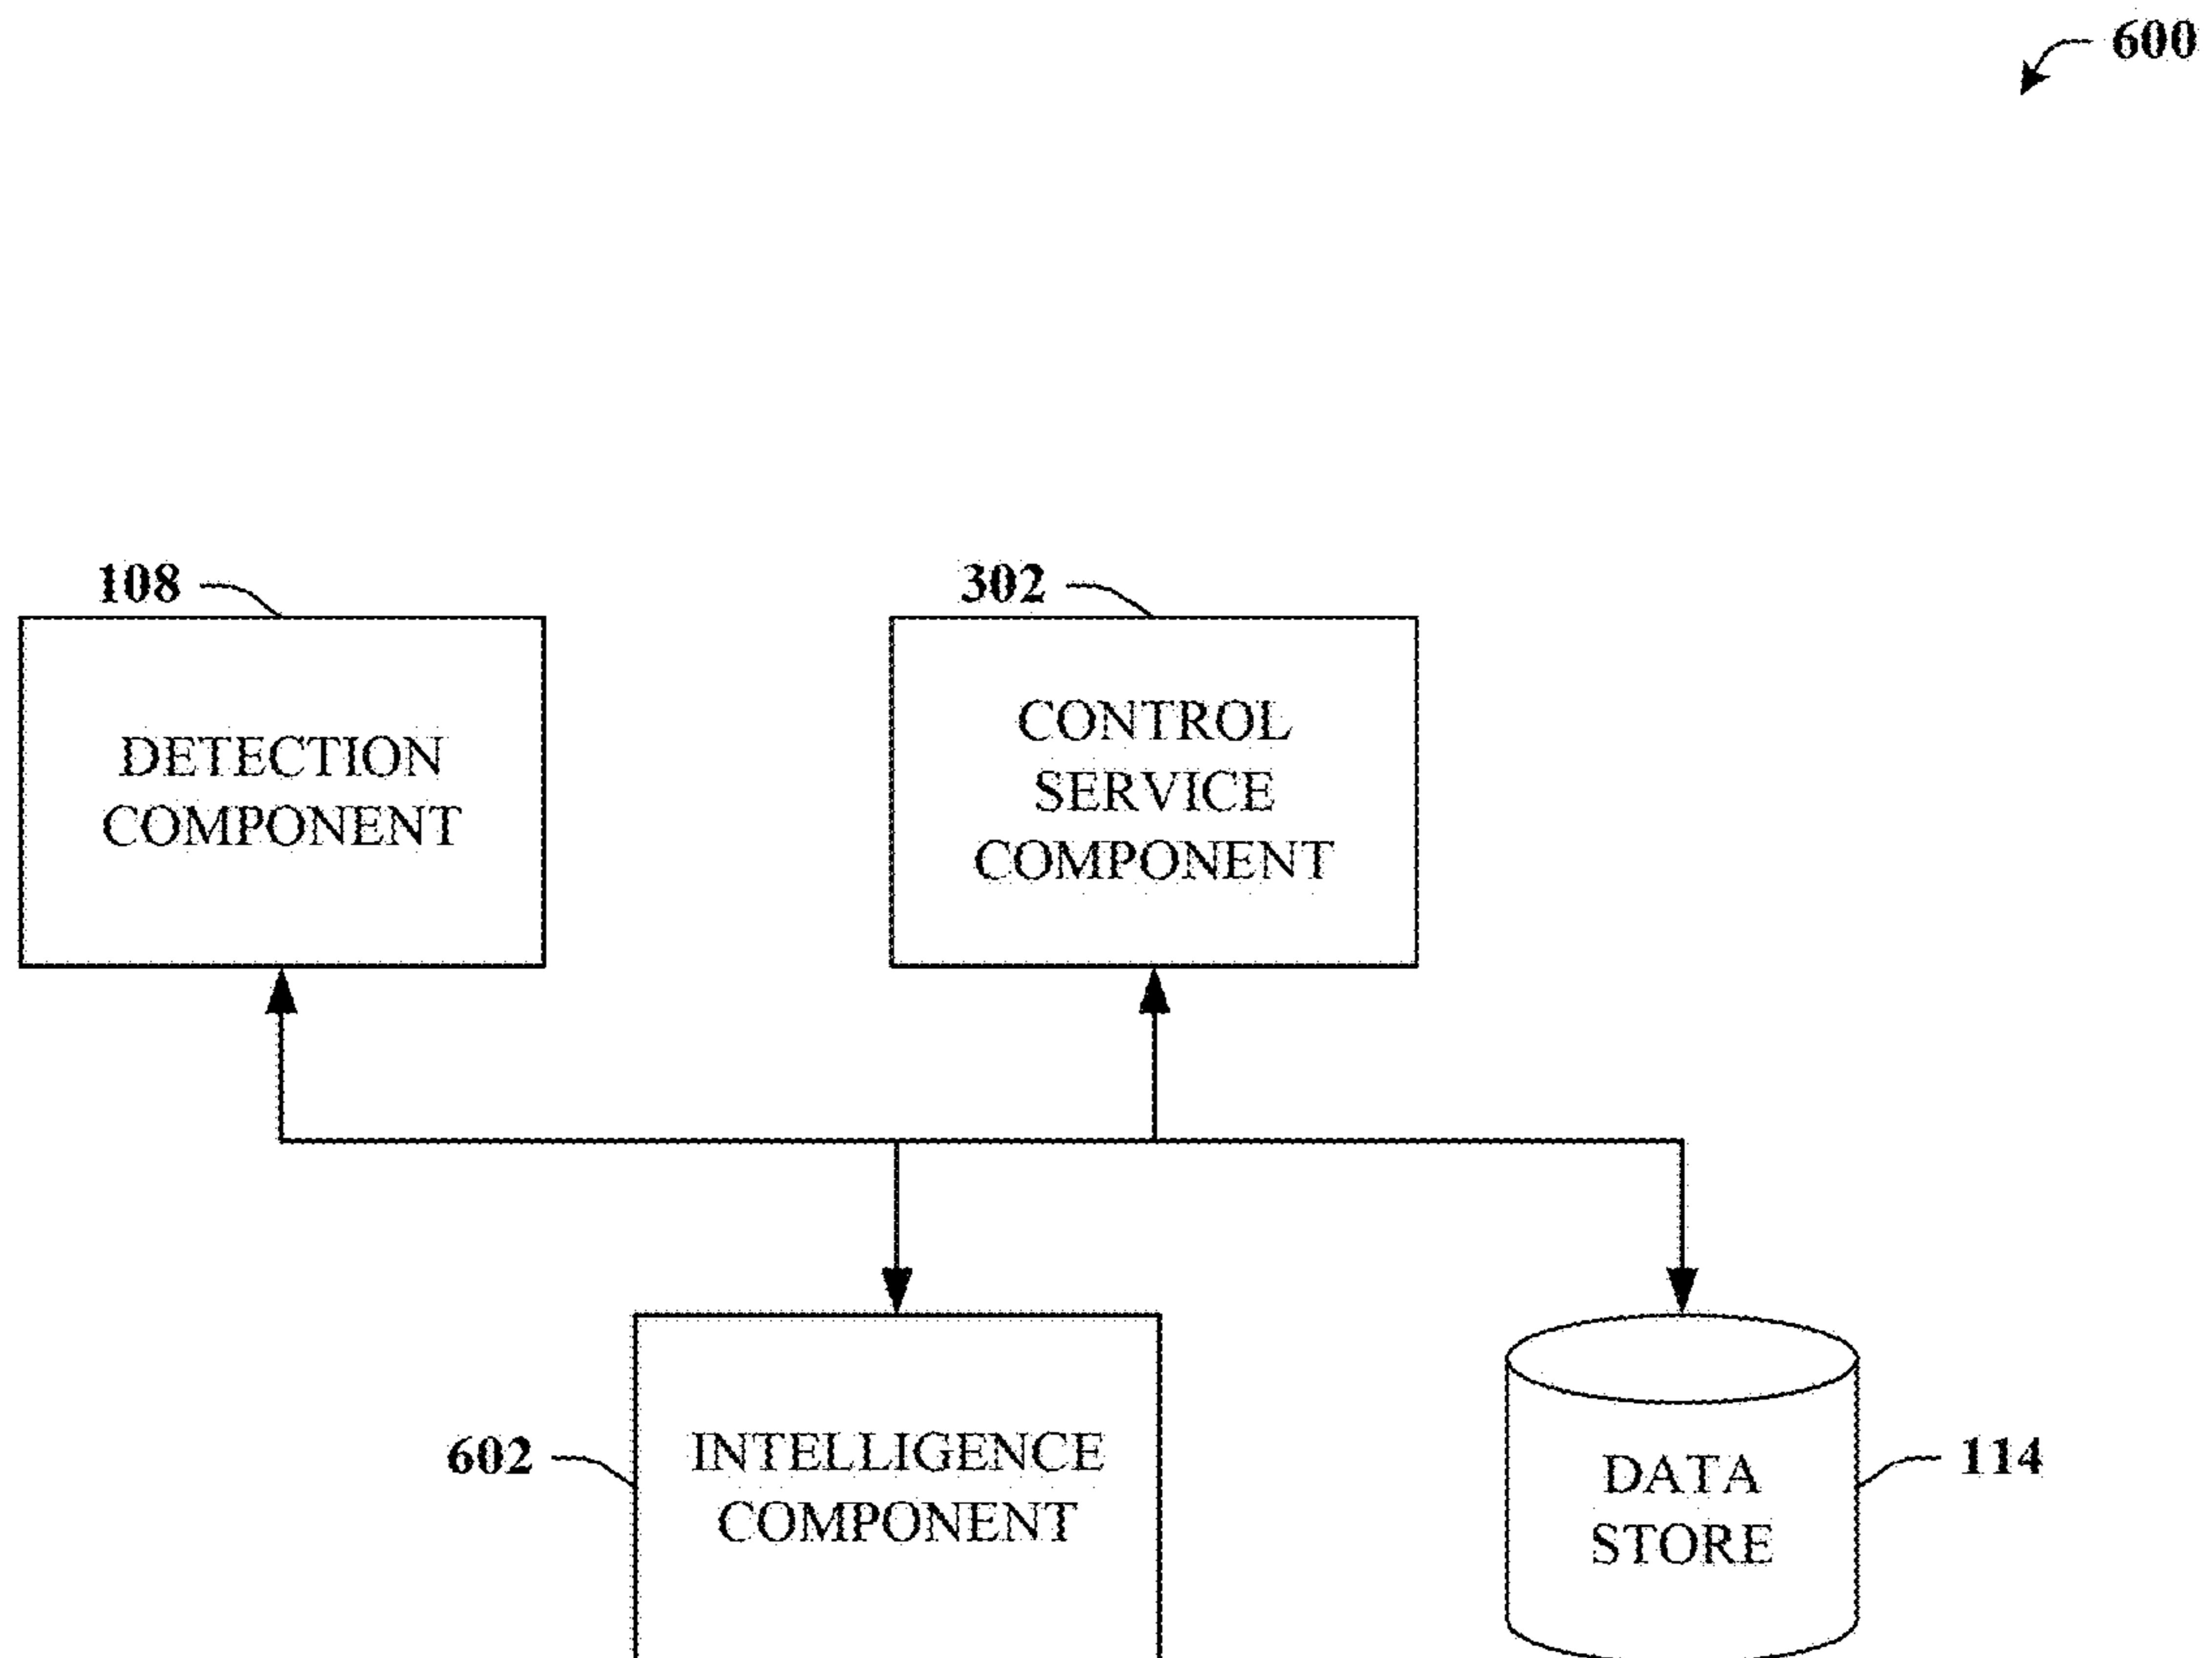 600
108
302
DETECTION
COMPONENT
CONTROL
SERVICE
COMPONENT
602
INTELLIGENCE
COMPONENT
DATA
STORE
114